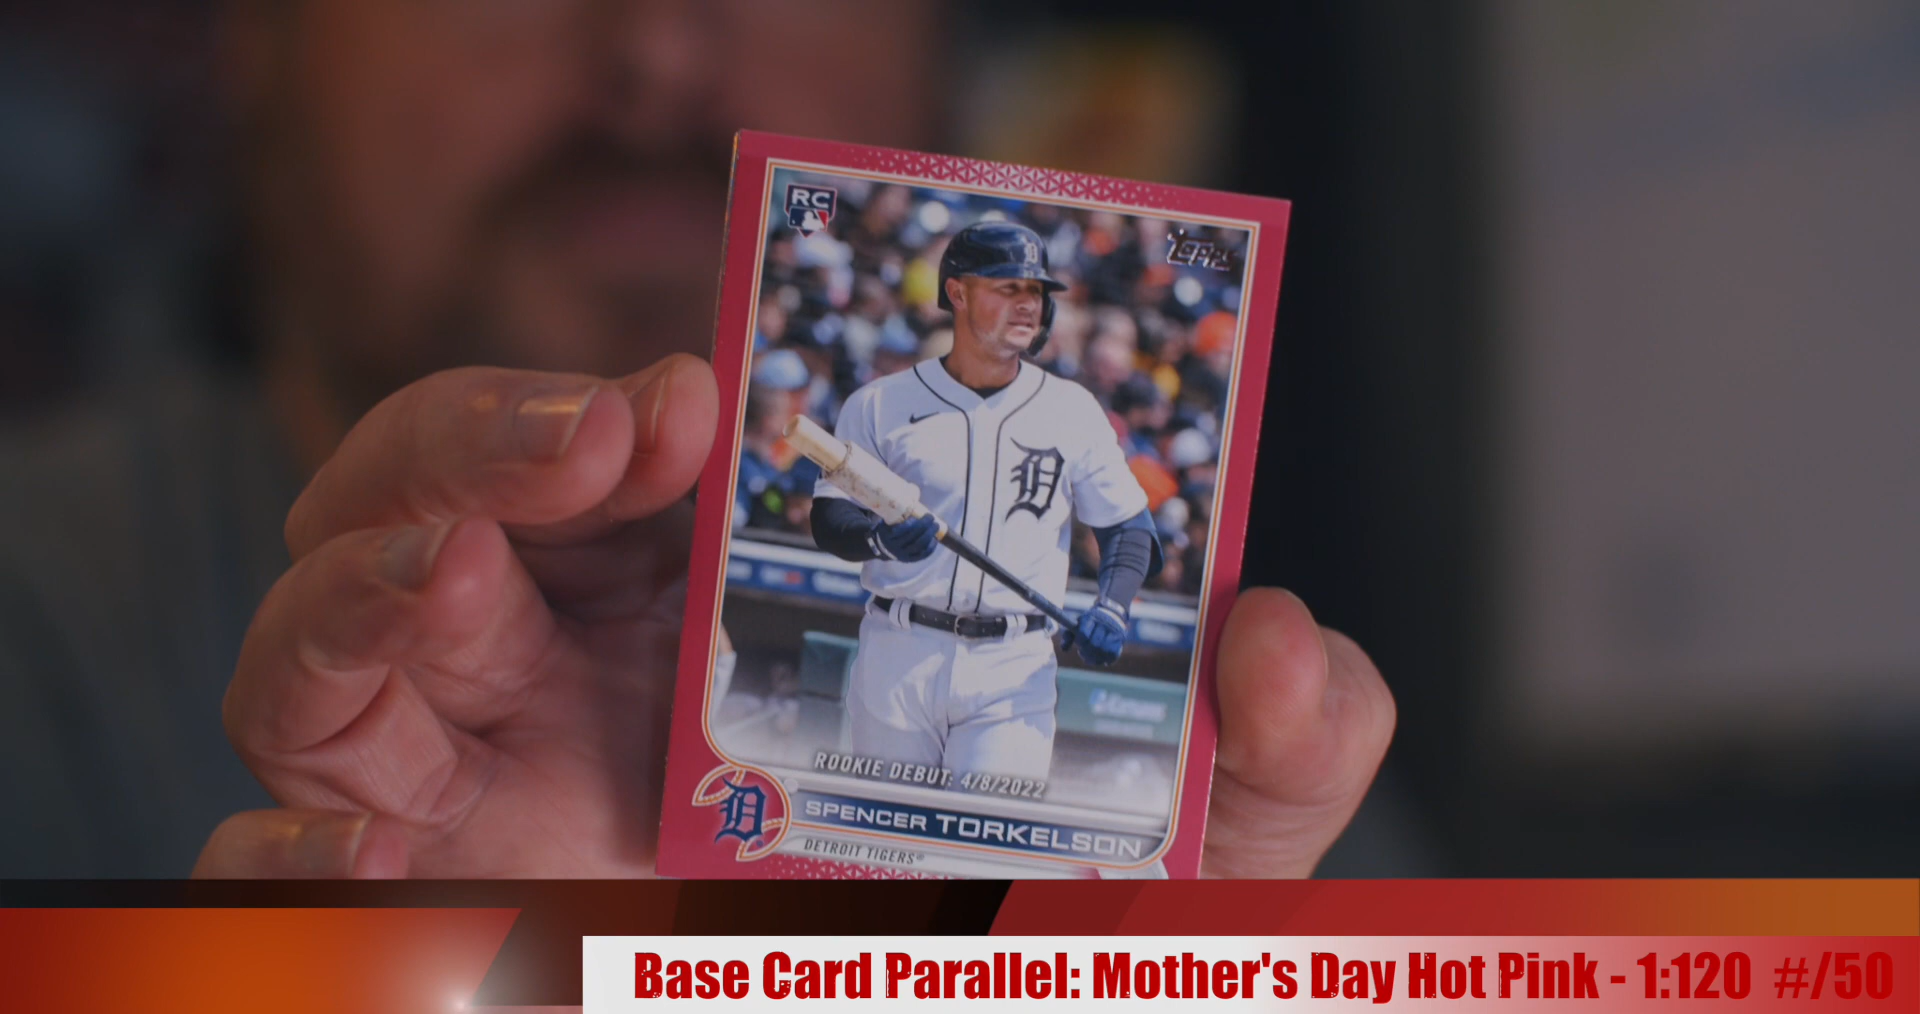 RC
Topps
ROOKIE DEBUT: 4/8/2022
SPENCER TORKELSON
DETROIT TIGERS®
Base Card Parallel: Mother's Day Hot Pink - 1:120 #/50